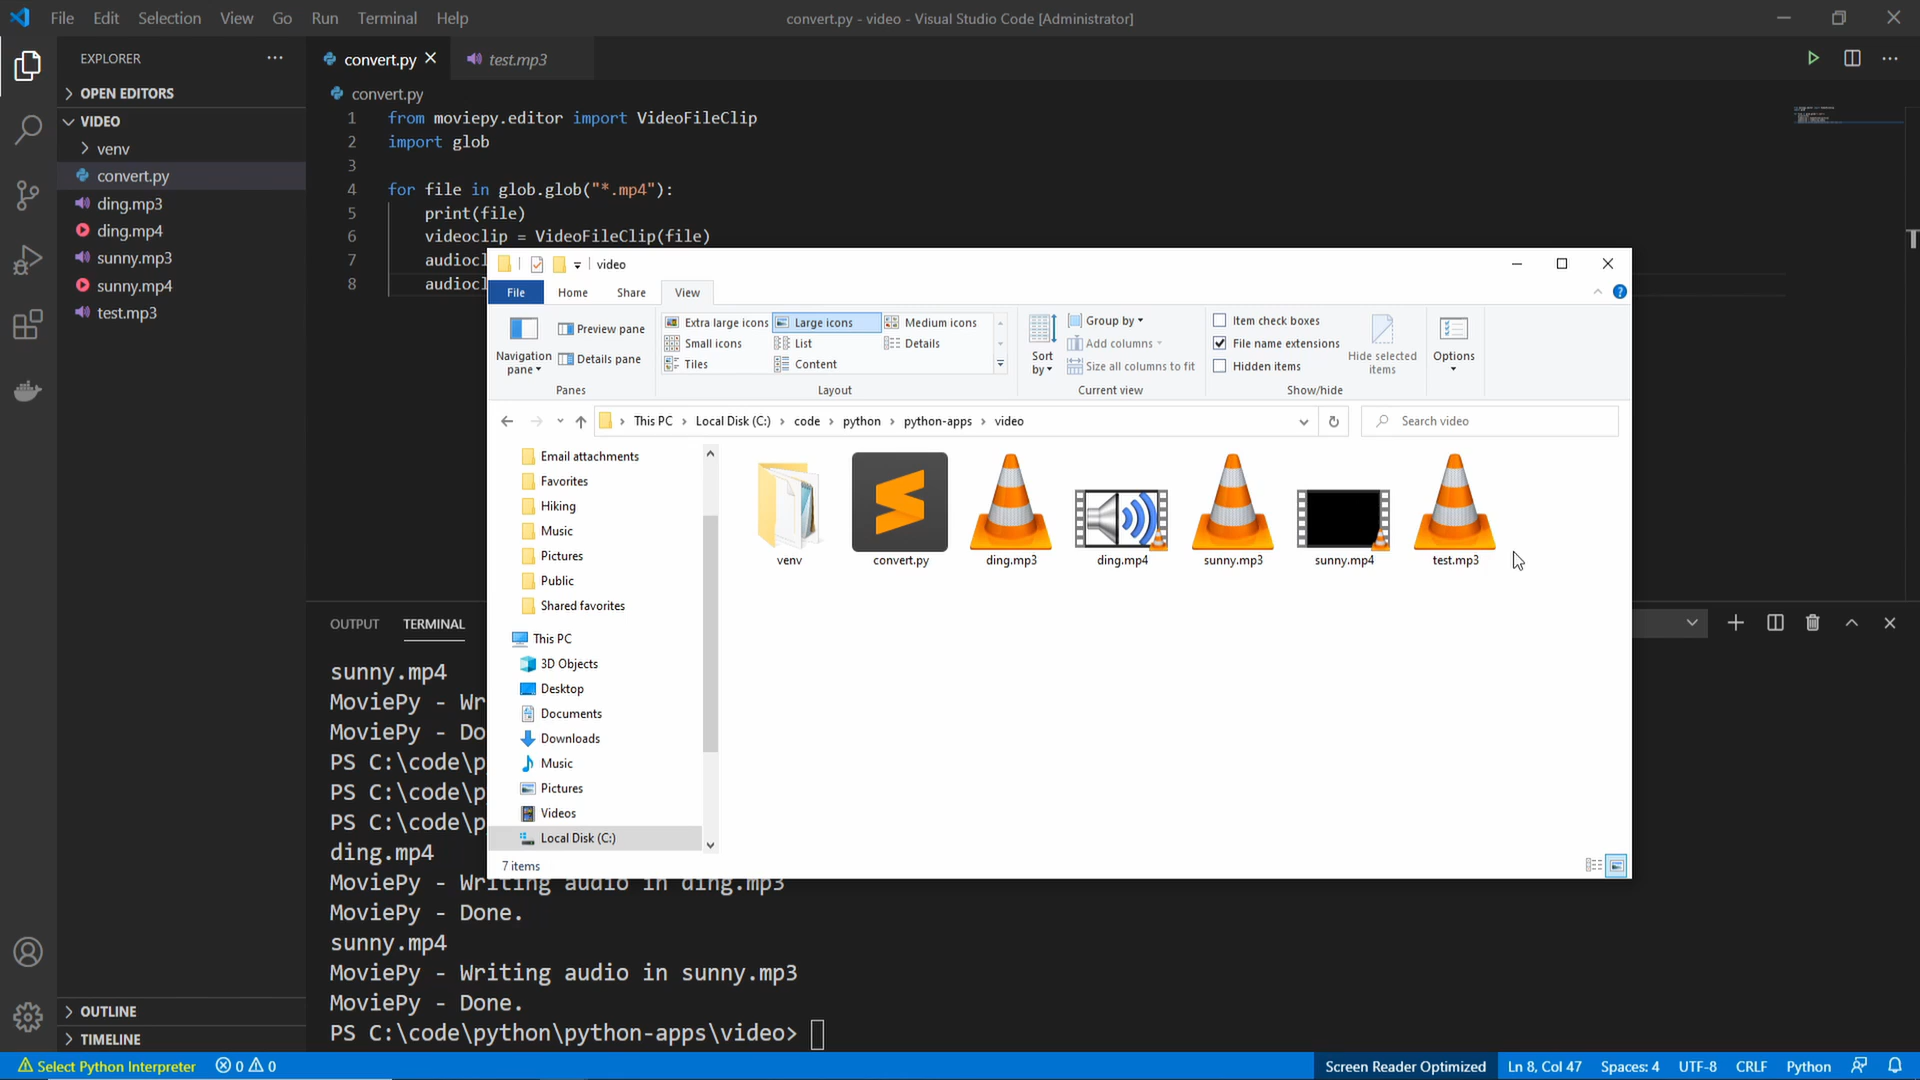 File Edit Selection View Go Run Terminal Help
convert.py - video - Visual Studio Code [Administrator]
EXPLORER
OPEN EDITORS
VIDEO
venv
convert.py
ding.mp3
ding.mp4
sunny.mp3
sunny.mp4
test.mp3
OUTLINE
TIMELINE
convert.py test.mp3
convert.py
1 from moviepy.editor import VideoFileClip
2 import glob
3
4 for file in glob.glob("*.mp4"):
5 print(file)
6 videoclip = VideoFileClip(file)
7 audiocl
8 audiocl
video
File Home Share View
Navigation pane
Preview pane
Details pane
Panes
Extra large icons Large icons Medium icons
Small icons List Details
Tiles Content
Layout
Sort by
Group by
Add columns
Size all columns to fit
Current view
Item check boxes
File name extensions
Hidden items
Hide selected items
Show/hide
Options
This PC Local Disk (C:) code python python-apps video
Search video
Email attachments
Favorites
Hiking
Music
Pictures
Public
Shared favorites
This PC
3D Objects
Desktop
Documents
Downloads
Music
Pictures
Videos
Local Disk (C:)
venv convert.py ding.mp3 ding.mp4 sunny.mp3 sunny.mp4 test.mp3
7 items
OUTPUT TERMINAL
sunny.mp4
MoviePy - Wr
MoviePy - Do
PS C:\code\p
PS C:\code\p
PS C:\code\p
ding.mp4
MoviePy - Writing audio in ding.mp3
MoviePy - Done.
sunny.mp4
MoviePy - Writing audio in sunny.mp3
MoviePy - Done.
PS C:\code\python\python-apps\video>
Select Python Interpreter 0 0
Screen Reader Optimized Ln 8, Col 47 Spaces: 4 UTF-8 CRLF Python